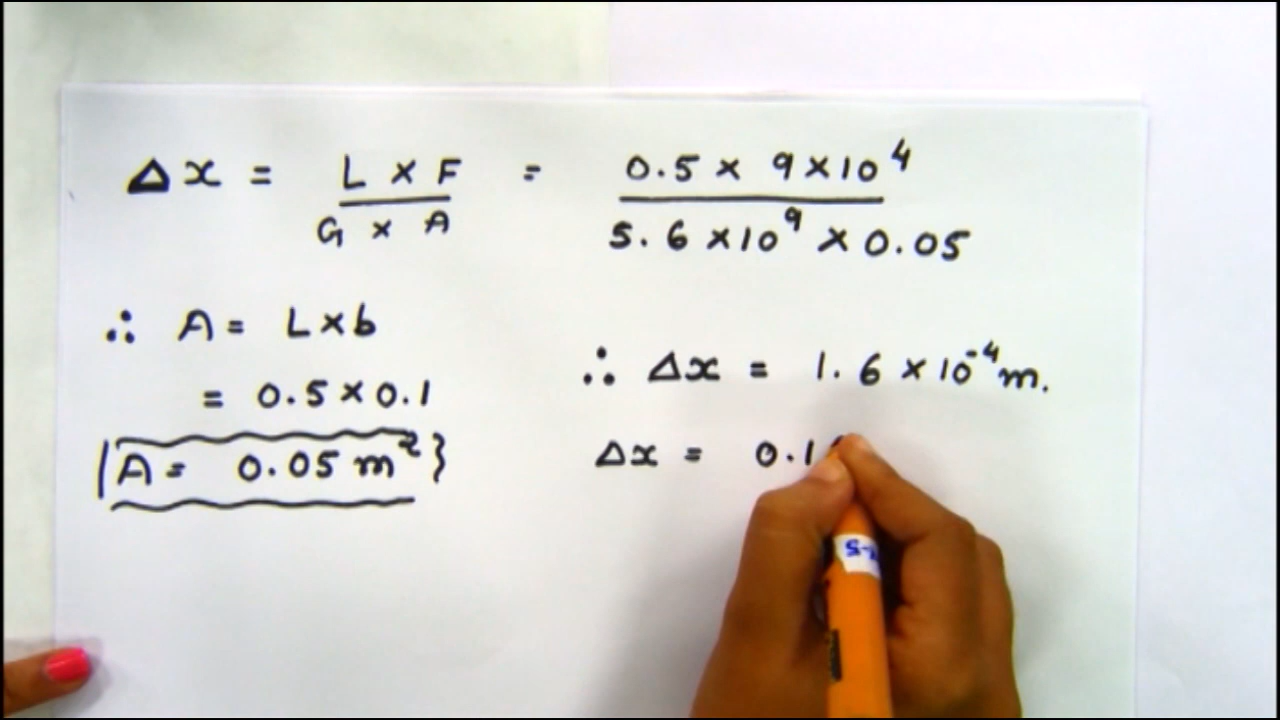 Δx = L × F / G × A = 0.5 × 9 × 10⁴ / 5.6 × 10⁹ × 0.05
∴ A = L × b
= 0.5 × 0.1
A = 0.05 m²}
∴ Δx = 1.6 × 10⁻⁴ m.
Δx = 0.1